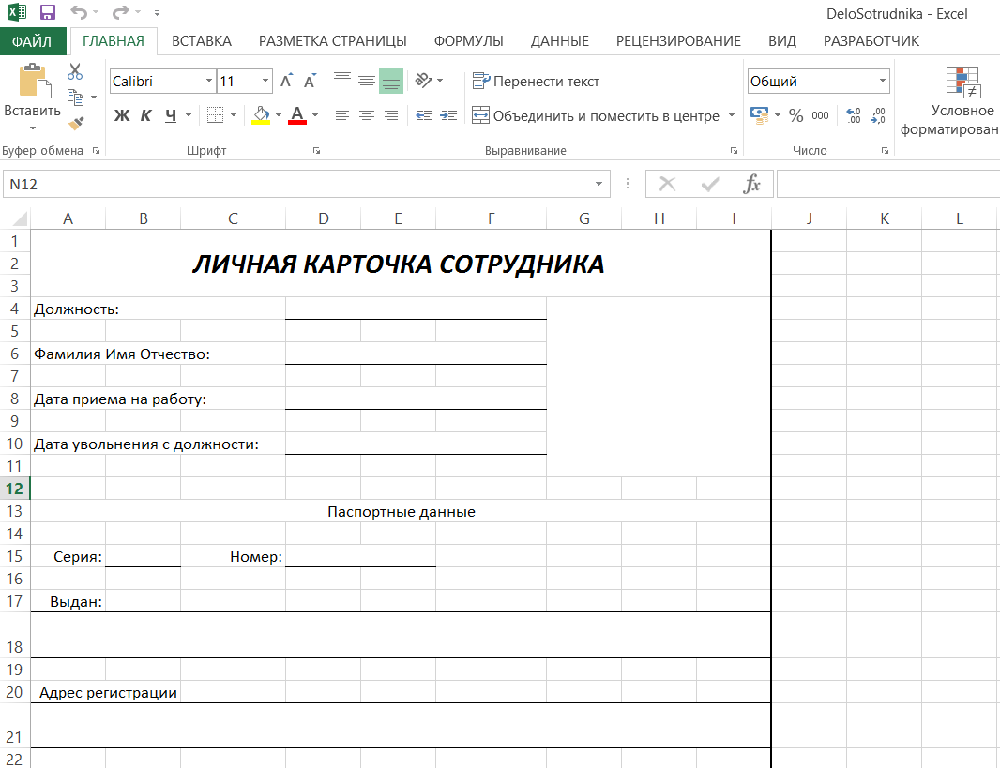 DeloSotrudnika - Excel
ФАЙЛ ГЛАВНАЯ ВСТАВКА РАЗМЕТКА СТРАНИЦЫ ФОРМУЛЫ ДАННЫЕ РЕЦЕНЗИРОВАНИЕ ВИД РАЗРАБОТЧИК
Вставить
Calibri 11 A A
Ж К Ч A
Перенести текст
Объединить и поместить в центре
Общий
% 000 ,00 ,0 ,00
Условное
форматирован
Буфер обмена Шрифт Выравнивание Число
N12 fx
A B C D E F G H I J K L
1
2 ЛИЧНАЯ КАРТОЧКА СОТРУДНИКА
3
4 Должность:
5
6 Фамилия Имя Отчество:
7
8 Дата приема на работу:
9
10 Дата увольнения с должности:
11
12
13 Паспортные данные
14
15 Серия: Номер:
16
17 Выдан:
18
19
20 Адрес регистрации
21
22